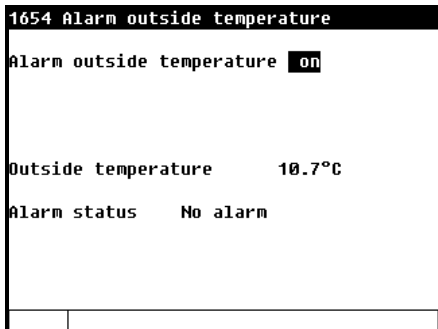 1654 Alarm outside temperature
Alarm outside temperature on
Outside temperature 10.7°C
Alarm status No alarm